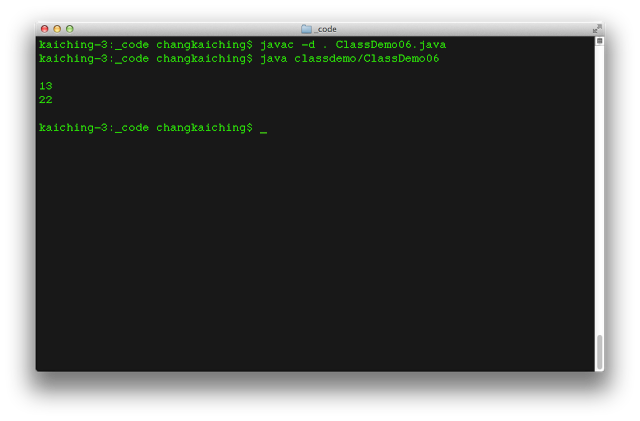 _code
kaiching-3:_code changkaiching$ javac -d . ClassDemo06.java
kaiching-3:_code changkaiching$ java classdemo/ClassDemo06
13
22
kaiching-3:_code changkaiching$ _